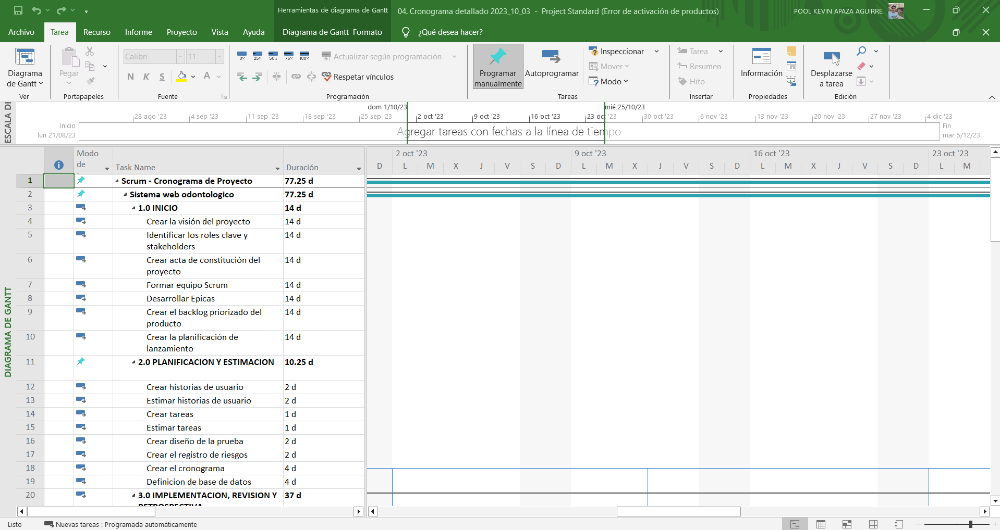 Herramientas de diagrama de Gantt
04. Cronograma detallado 2023_10_03 - Project Standard (Error de activación de productos)
POOL KEVIN APAZA AGUIRRE
Archivo Tarea Recurso Informe Proyecto Vista Ayuda Diagrama de Gantt Formato ¿Qué desea hacer?
Diagrama de Gantt
Ver
Pegar
Portapapeles
Calibri 11
N K S A
Fuente
0% 25% 50% 75% 100%
Actualizar según programación
Respetar vínculos
Programación
Programar manualmente
Autoprogramar
Inspeccionar
Mover
Modo
Tareas
Tarea
Resumen
Hito
Insertar
Información
Propiedades
Desplazarse a tarea
Edición
ESCALA DE
dom 1/10/23 mié 25/10/23
28 ago '23 4 sep '23 11 sep '23 18 sep '23 25 sep '23 2 oct '23 9 oct '23 16 oct '23 23 oct '23 30 oct '23 6 nov '23 13 nov '23 20 nov '23 27 nov '23 4 dic '23
Inicio
lun 21/08/23
Agregar tareas con fechas a la línea de tiempo
Fin
mar 5/12/23
DIAGRAMA DE GANTT
Modo de Task Name Duración
2 oct '23 9 oct '23 16 oct '23 23 oct '23
D L M X J V S D L M X J V S D L M X J V S D L M
1 Scrum - Cronograma de Proyecto 77.25 d
2 Sistema web odontologico 77.25 d
3 1.0 INICIO 14 d
4 Crear la visión del proyecto 14 d
5 Identificar los roles clave y stakeholders 14 d
6 Crear acta de constitución del proyecto 14 d
7 Formar equipo Scrum 14 d
8 Desarrollar Epicas 14 d
9 Crear el backlog priorizado del producto 14 d
10 Crear la planificación de lanzamiento 14 d
11 2.0 PLANIFICACION Y ESTIMACION 10.25 d
12 Crear historias de usuario 2 d
13 Estimar historias de usuario 2 d
14 Crear tareas 1 d
15 Estimar tareas 1 d
16 Crear diseño de la prueba 2 d
17 Crear el registro de riesgos 2 d
18 Crear el cronograma 4 d
19 Definicion de base de datos 4 d
20 3.0 IMPLEMENTACION, REVISION Y RETROSPECTIVA 37 d
Listo Nuevas tareas : Programada automáticamente